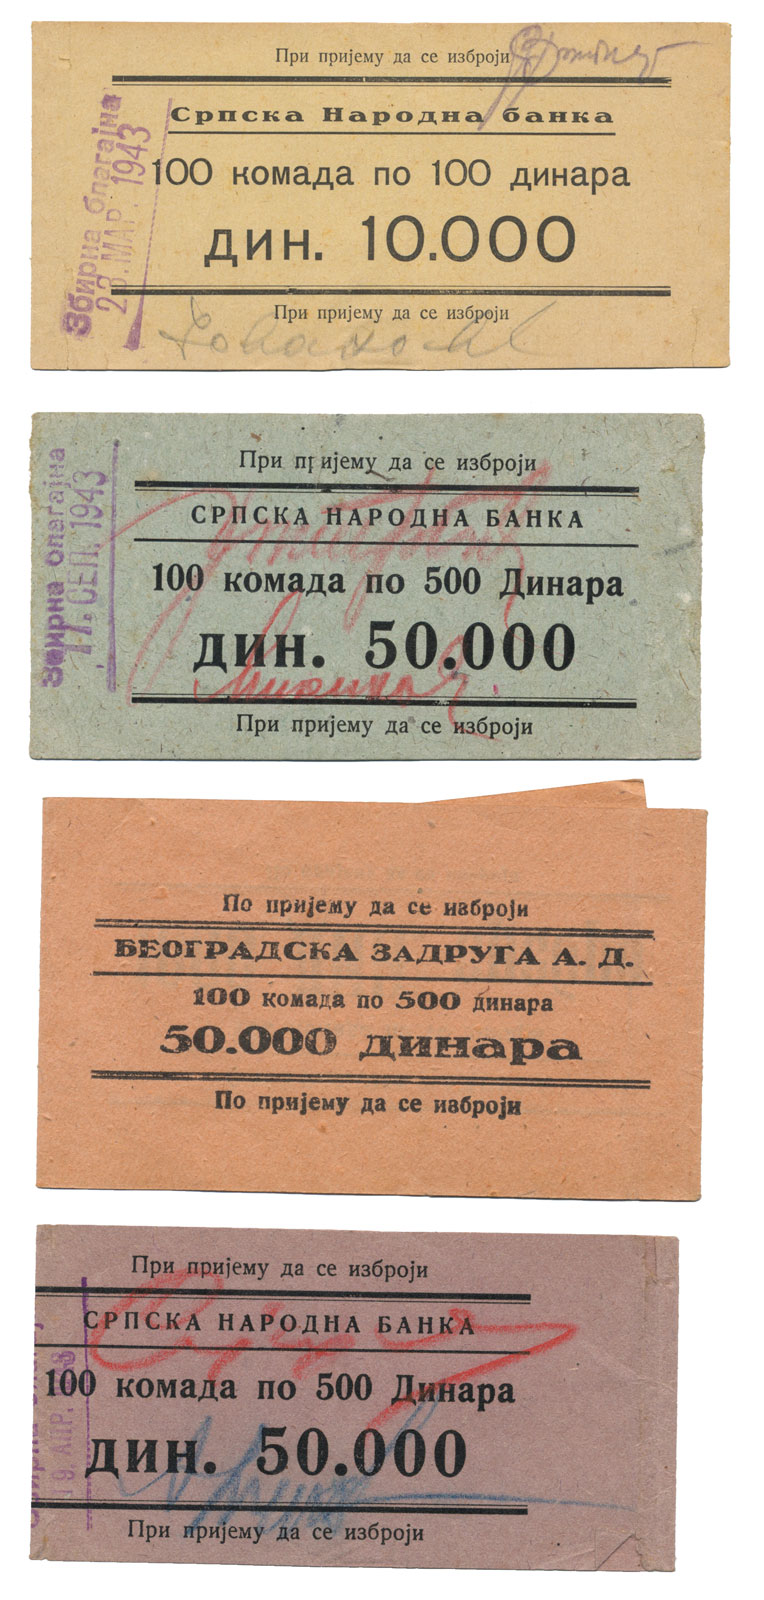 При пријему да се изброји
Српска Народна банка
100 комада по 100 динара
дин. 10.000
При пријему да се изброји
Збирна благајна
23. МАР. 1943
При пријему да се изброји
СРПСКА НАРОДНА БАНКА
100 комада по 500 Динара
дин. 50.000
При пријему да се изброји
Збирна благајна
17. СЕП. 1943
По пријему да се изброји
БЕОГРАДСКА ЗАДРУГА А. Д.
100 комада по 500 динара
50.000 динара
По пријему да се изброји
При пријему да се изброји
СРПСКА НАРОДНА БАНКА
100 комада по 500 Динара
дин. 50.000
При пријему да се изброји
19. АПР.